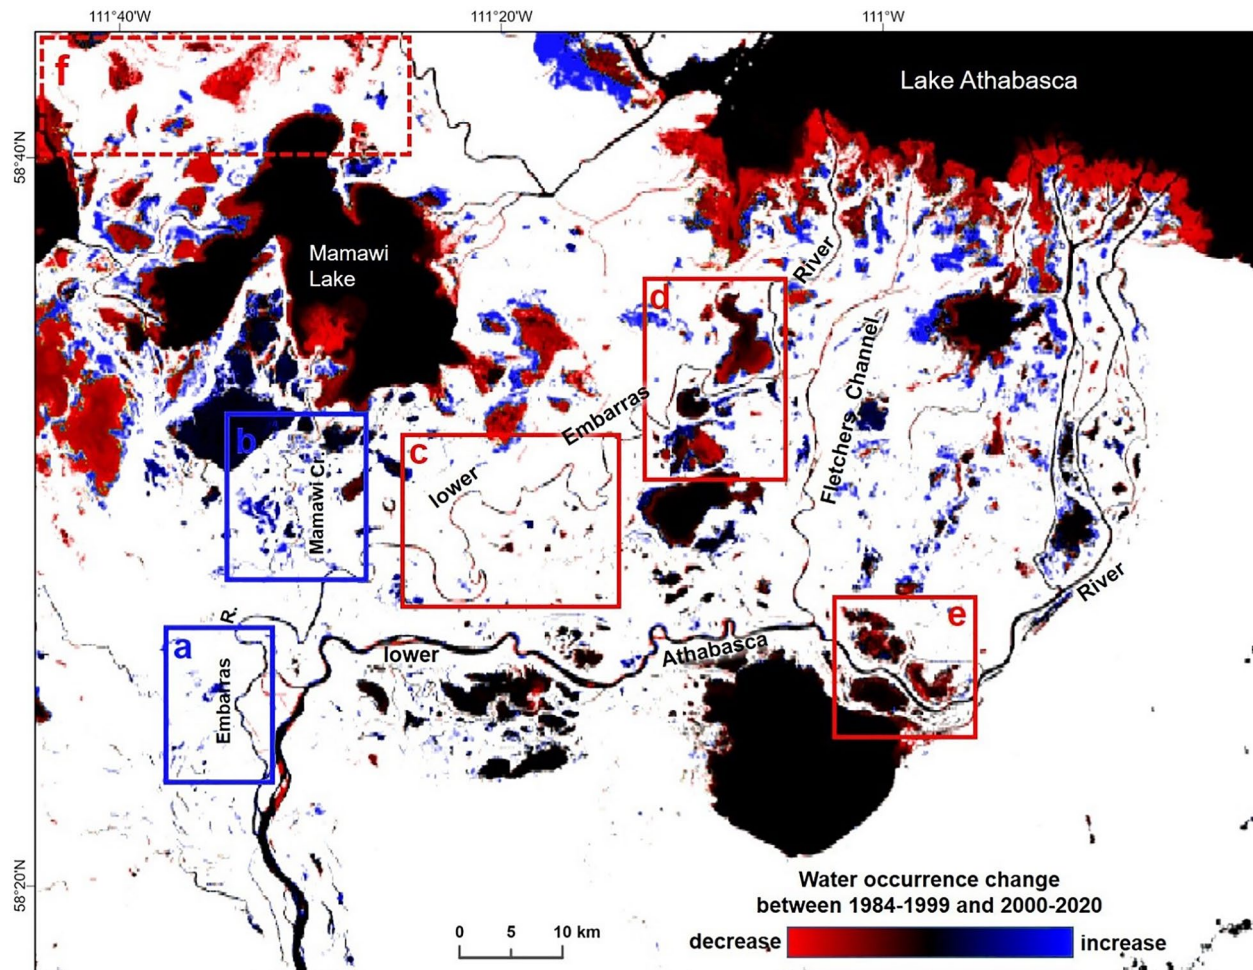 111°40'W
111°20'W
111°W
f
Lake Athabasca
58°40'N
Mamawi
Lake
River
d
Fletchers Channel
Embarras
b
c
lower
Mamawi Cr.
R.
a
Embarras
lower
Athabasca
e
River
58°20'N
Water occurrence change
between 1984-1999 and 2000-2020
0 5 10 km
decrease increase